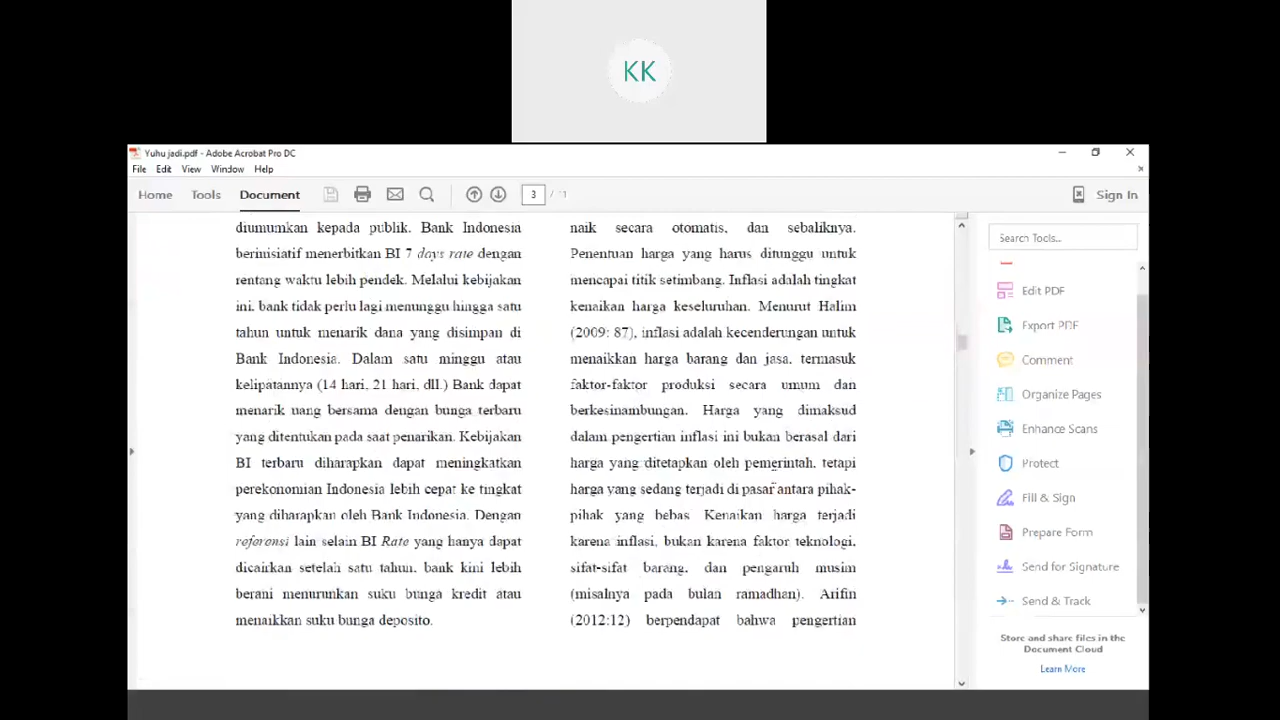 KK
Yuhu jadi.pdf - Adobe Acrobat Pro DC
File Edit View Window Help
Home Tools Document
3 / 11
Sign In
diumumkan kepada publik. Bank Indonesia
berinisiatif menerbitkan BI 7 days rate dengan
rentang waktu lebih pendek. Melalui kebijakan
ini, bank tidak perlu lagi menunggu hingga satu
tahun untuk menarik dana yang disimpan di
Bank Indonesia. Dalam satu minggu atau
kelipatannya (14 hari, 21 hari, dll.) Bank dapat
menarik uang bersama dengan bunga terbaru
yang ditentukan pada saat penarikan. Kebijakan
BI terbaru diharapkan dapat meningkatkan
perekonomian Indonesia lebih cepat ke tingkat
yang diharapkan oleh Bank Indonesia. Dengan
referensi lain selain BI Rate yang hanya dapat
dicairkan setelah satu tahun, bank kini lebih
berani menurunkan suku bunga kredit atau
menaikkan suku bunga deposito.
naik secara otomatis, dan sebaliknya.
Penentuan harga yang harus ditunggu untuk
mencapai titik setimbang. Inflasi adalah tingkat
kenaikan harga keseluruhan. Menurut Halim
(2009: 87), inflasi adalah kecenderungan untuk
menaikkan harga barang dan jasa, termasuk
faktor-faktor produksi secara umum dan
berkesinambungan. Harga yang dimaksud
dalam pengertian inflasi ini bukan berasal dari
harga yang ditetapkan oleh pemerintah, tetapi
harga yang sedang terjadi di pasar antara pihak-
pihak yang bebas. Kenaikan harga terjadi
karena inflasi, bukan karena faktor teknologi,
sifat-sifat barang, dan pengaruh musim
(misalnya pada bulan ramadhan). Arifin
(2012:12) berpendapat bahwa pengertian
Search Tools...
Edit PDF
Export PDF
Comment
Organize Pages
Enhance Scans
Protect
Fill & Sign
Prepare Form
Send for Signature
Send & Track
Store and share files in the
Document Cloud
Learn More